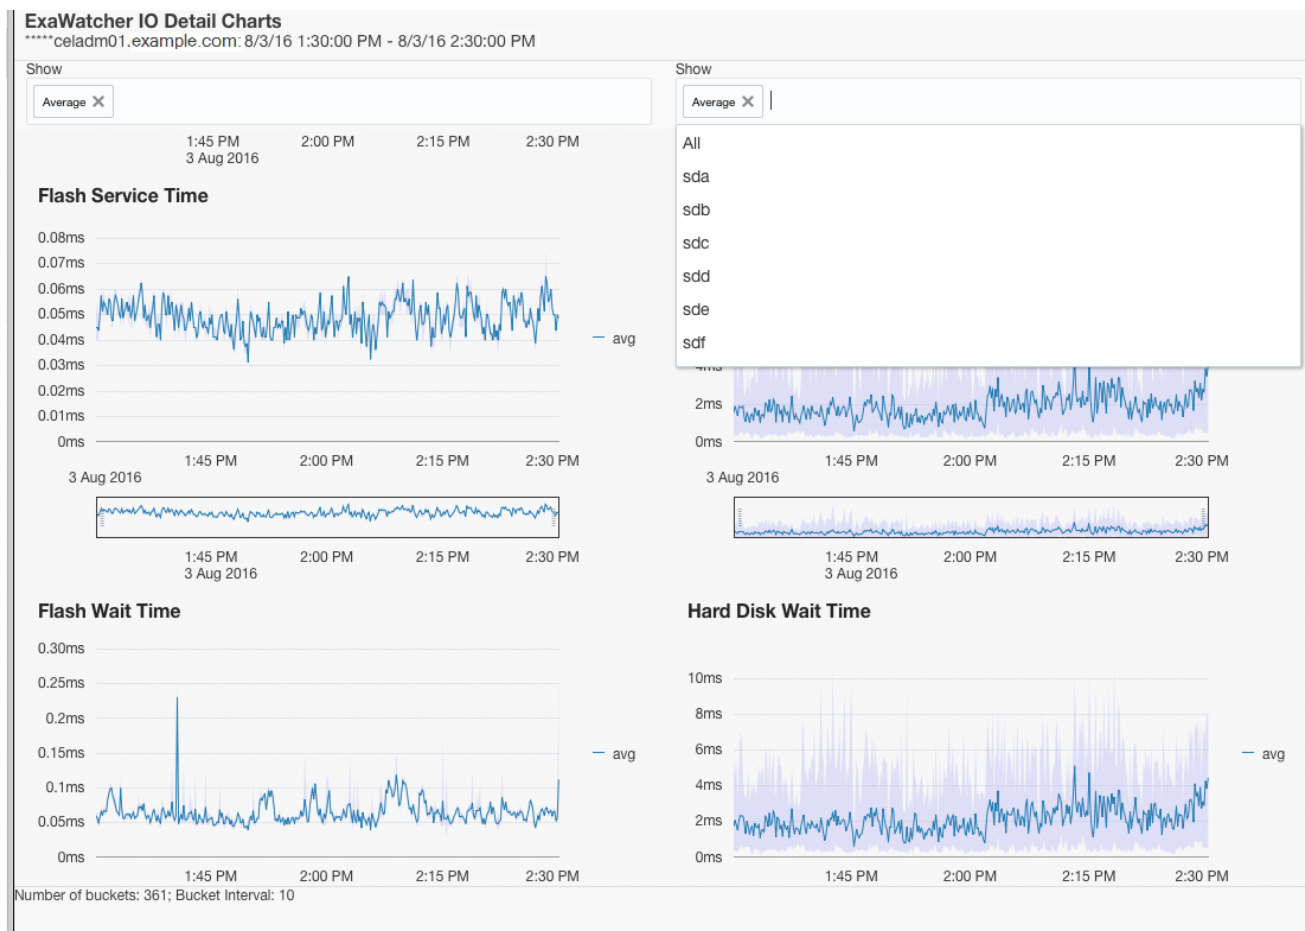 ExaWatcher IO Detail Charts
*****celadm01.example.com: 8/3/16 1:30:00 PM - 8/3/16 2:30:00 PM
Show
Average
1:45 PM 2:00 PM 2:15 PM 2:30 PM
3 Aug 2016
Flash Service Time
0.08ms
0.07ms
0.06ms
0.05ms
0.04ms
0.03ms
0.02ms
0.01ms
0ms
avg
1:45 PM 2:00 PM 2:15 PM 2:30 PM
3 Aug 2016
1:45 PM 2:00 PM 2:15 PM 2:30 PM
3 Aug 2016
Flash Wait Time
0.30ms
0.25ms
0.2ms
0.15ms
0.1ms
0.05ms
0ms
avg
1:45 PM 2:00 PM 2:15 PM 2:30 PM
Show
Average
All
sda
sdb
sdc
sdd
sde
sdf
4ms
2ms
0ms
1:45 PM 2:00 PM 2:15 PM 2:30 PM
3 Aug 2016
1:45 PM 2:00 PM 2:15 PM 2:30 PM
3 Aug 2016
Hard Disk Wait Time
10ms
8ms
6ms
4ms
2ms
0ms
avg
1:45 PM 2:00 PM 2:15 PM 2:30 PM
Number of buckets: 361; Bucket Interval: 10